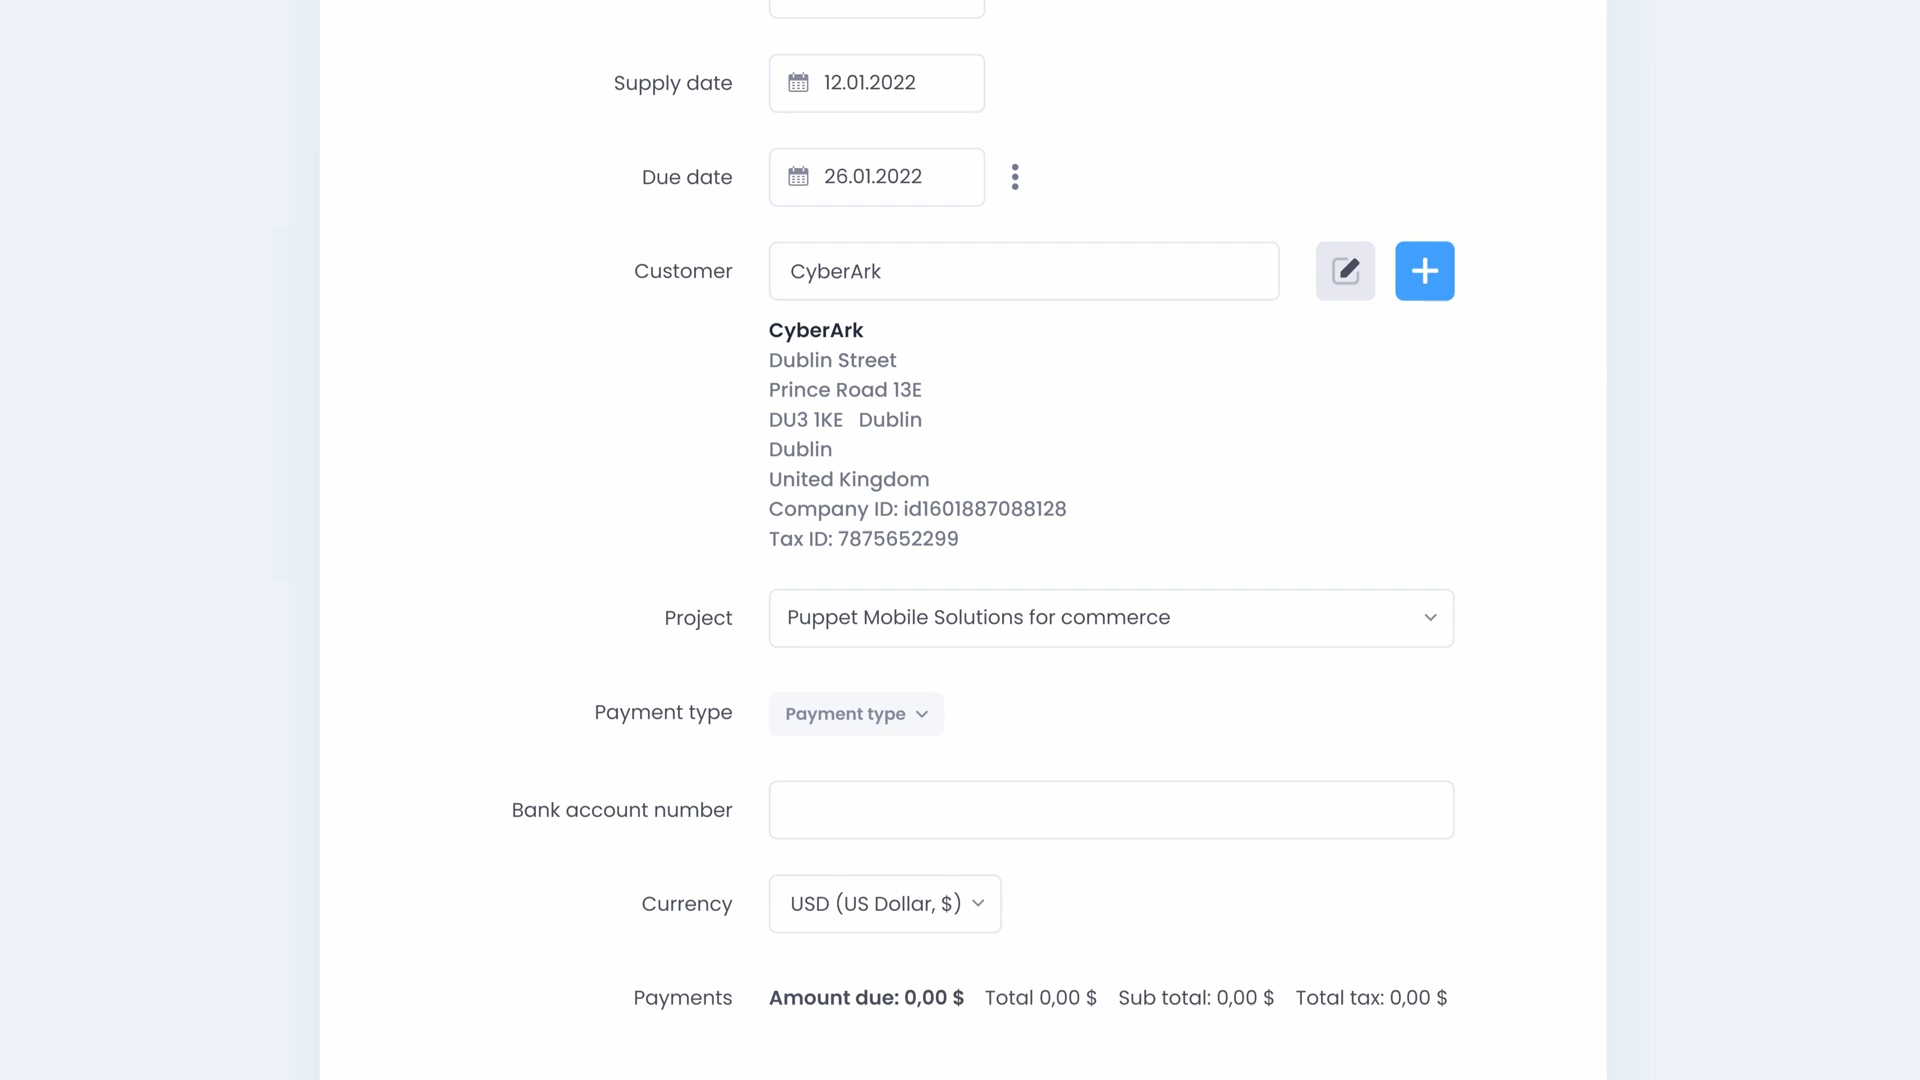 Supply date 12.01.2022
Due date 26.01.2022
Customer CyberArk
CyberArk
Dublin Street
Prince Road 13E
DU3 1KE Dublin
Dublin
United Kingdom
Company ID: id1601887088128
Tax ID: 7875652299
Project Puppet Mobile Solutions for commerce
Payment type Payment type
Bank account number
Currency USD (US Dollar, $)
Payments Amount due: 0,00 $ Total 0,00 $ Sub total: 0,00 $ Total tax: 0,00 $